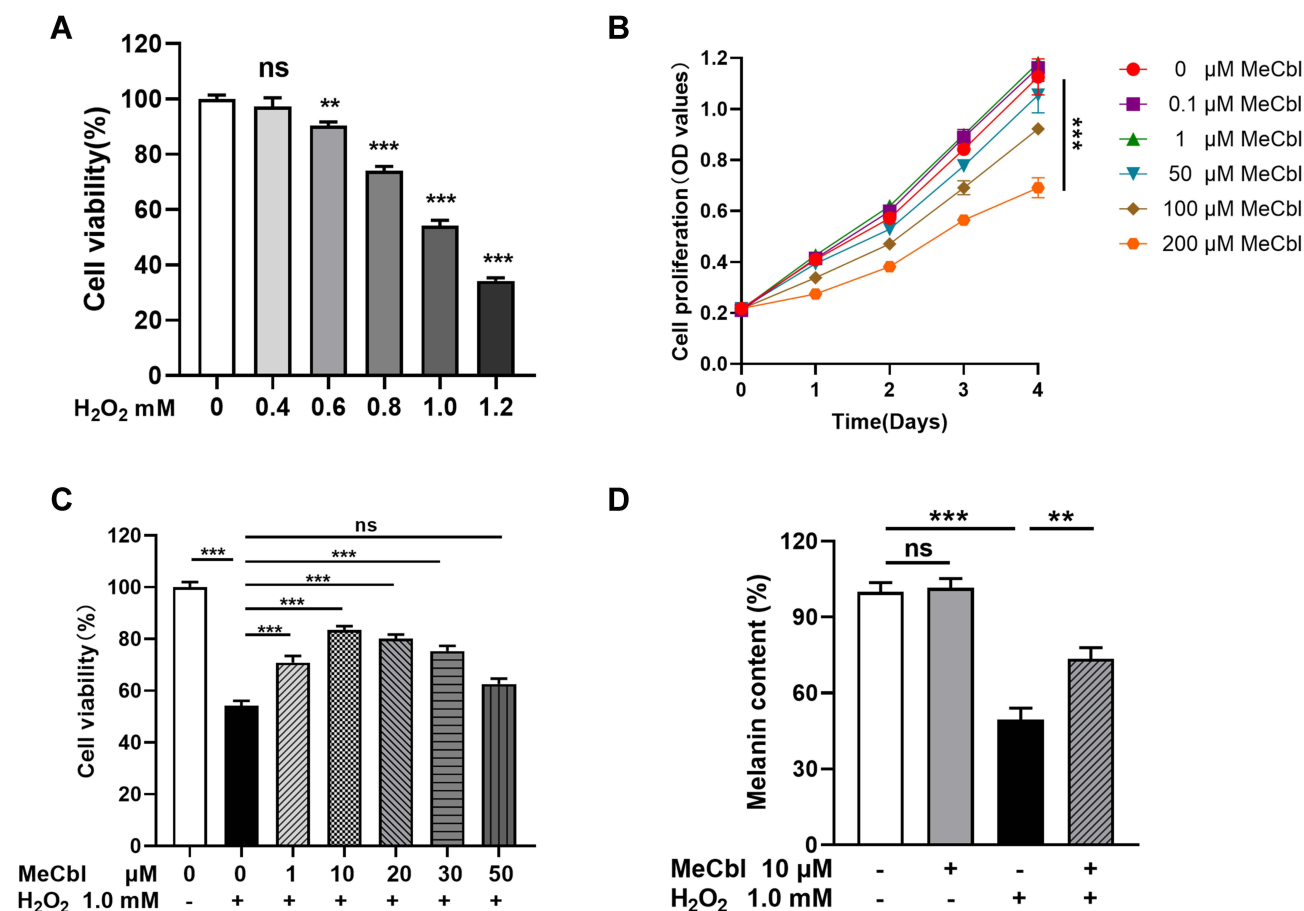 A
120
100
80
60
40
20
0
Cell viability(%)
ns
**
***
***
***
H₂O₂ mM 0 0.4 0.6 0.8 1.0 1.2
B
1.2
1.0
0.8
0.6
0.4
0.2
0.0
Cell proliferation(OD values)
0 1 2 3 4
Time(Days)
***
0 μM MeCbl
0.1 μM MeCbl
1 μM MeCbl
50 μM MeCbl
100 μM MeCbl
200 μM MeCbl
C
120
100
80
60
40
20
0
Cell viability(%)
ns
***
***
***
***
***
MeCbl μM 0 0 1 10 20 30 50
H₂O₂ 1.0 mM - + + + + + +
D
120
90
60
30
0
Melanin content (%)
*** **
ns
MeCbl 10 μM - + - +
H₂O₂ 1.0 mM - - + +